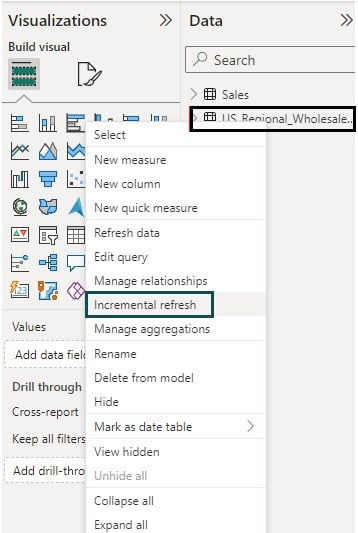 Visualizations
Data
Build visual
Search
Sales
US_Regional_Wholesale...
Select
New measure
New column
New quick measure
Refresh data
Edit query
Manage relationships
Incremental refresh
Manage aggregations
Rename
Delete from model
Hide
Mark as date table
View hidden
Unhide all
Collapse all
Expand all
Values
Add data fiel
Drill through
Cross-report
Keep all filters
Add drill-thro
123